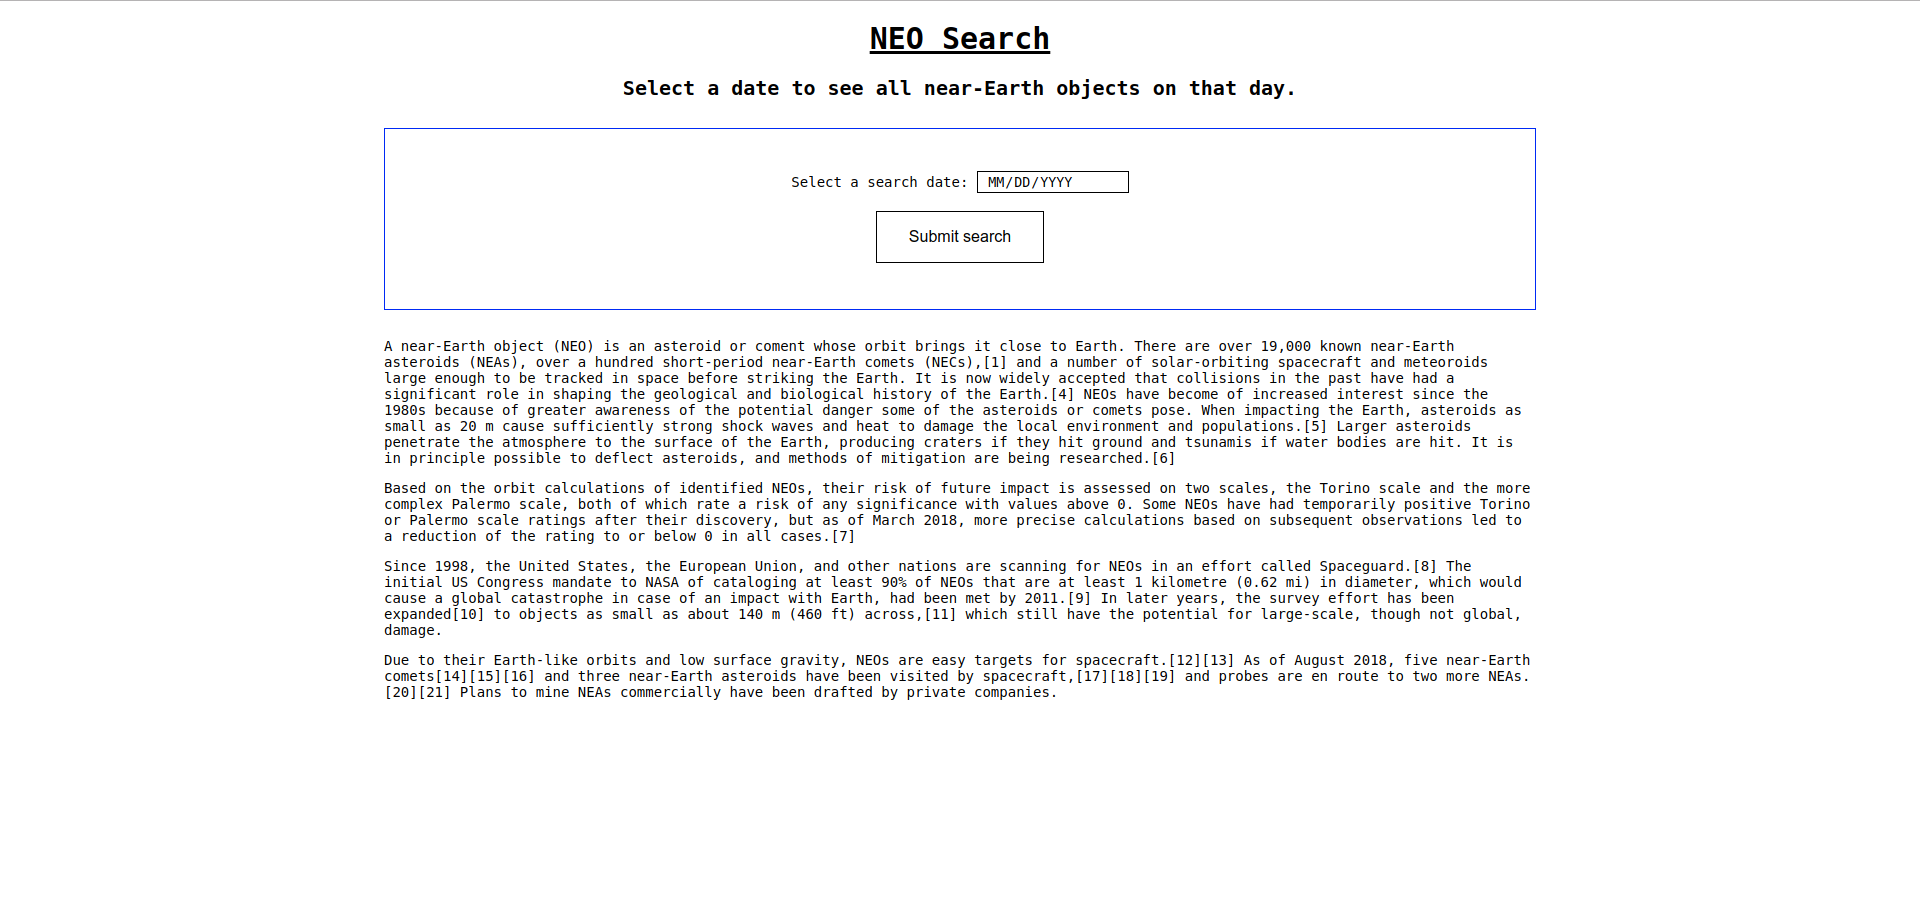 NEO Search
Select a date to see all near-Earth objects on that day.
Select a search date: MM/DD/YYYY
Submit search
A near-Earth object (NEO) is an asteroid or coment whose orbit brings it close to Earth. There are over 19,000 known near-Earth
asteroids (NEAs), over a hundred short-period near-Earth comets (NECs),[1] and a number of solar-orbiting spacecraft and meteoroids
large enough to be tracked in space before striking the Earth. It is now widely accepted that collisions in the past have had a
significant role in shaping the geological and biological history of the Earth.[4] NEOs have become of increased interest since the
1980s because of greater awareness of the potential danger some of the asteroids or comets pose. When impacting the Earth, asteroids as
small as 20 m cause sufficiently strong shock waves and heat to damage the local environment and populations.[5] Larger asteroids
penetrate the atmosphere to the surface of the Earth, producing craters if they hit ground and tsunamis if water bodies are hit. It is
in principle possible to deflect asteroids, and methods of mitigation are being researched.[6]
Based on the orbit calculations of identified NEOs, their risk of future impact is assessed on two scales, the Torino scale and the more
complex Palermo scale, both of which rate a risk of any significance with values above 0. Some NEOs have had temporarily positive Torino
or Palermo scale ratings after their discovery, but as of March 2018, more precise calculations based on subsequent observations led to
a reduction of the rating to or below 0 in all cases.[7]
Since 1998, the United States, the European Union, and other nations are scanning for NEOs in an effort called Spaceguard.[8] The
initial US Congress mandate to NASA of cataloging at least 90% of NEOs that are at least 1 kilometre (0.62 mi) in diameter, which would
cause a global catastrophe in case of an impact with Earth, had been met by 2011.[9] In later years, the survey effort has been
expanded[10] to objects as small as about 140 m (460 ft) across,[11] which still have the potential for large-scale, though not global,
damage.
Due to their Earth-like orbits and low surface gravity, NEOs are easy targets for spacecraft.[12][13] As of August 2018, five near-Earth
comets[14][15][16] and three near-Earth asteroids have been visited by spacecraft,[17][18][19] and probes are en route to two more NEAs.
[20][21] Plans to mine NEAs commercially have been drafted by private companies.